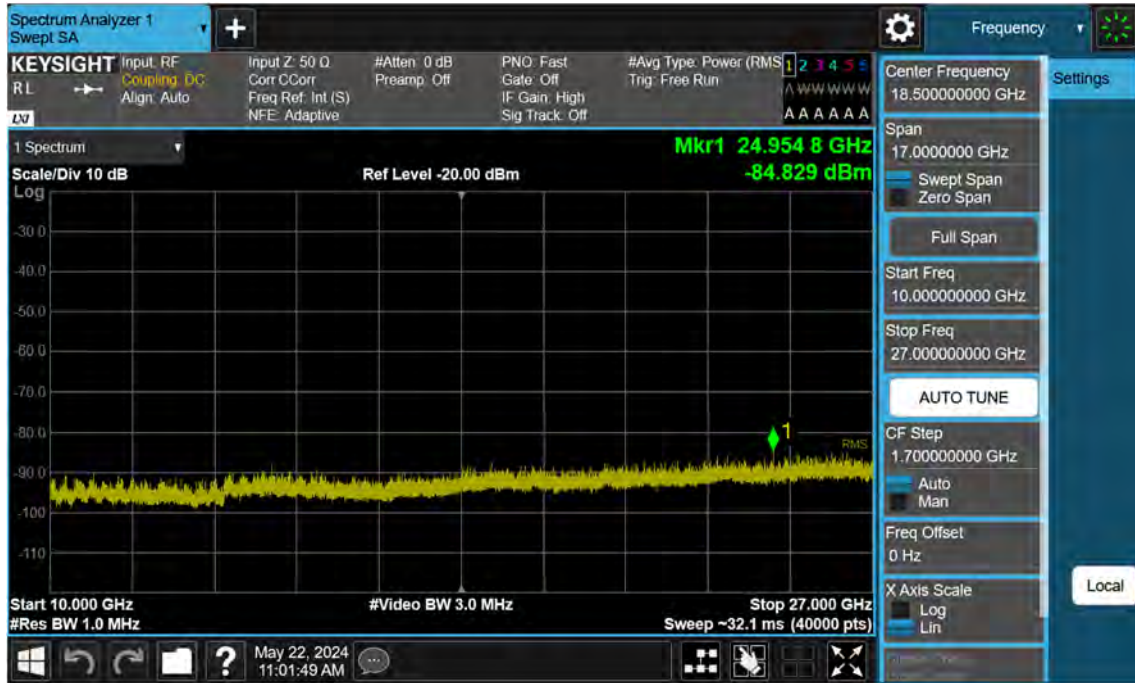 Spectrum Analyzer 1
Swept SA
Frequency
KEYSIGHT
RL
LXI
Input: RF
Coupling: DC
Align: Auto
Input Z: 50 Ω
Corr CCorr
Freq Ref: Int (S)
NFE: Adaptive
#Atten: 0 dB
Preamp: Off
PNO: Fast
Gate: Off
IF Gain: High
Sig Track: Off
#Avg Type: Power (RMS
Trig: Free Run
1 2 3 4 5 6
A W W W W W
A A A A A A
1 Spectrum
Mkr1 24.954 8 GHz
-84.829 dBm
Scale/Div 10 dB
Ref Level -20.00 dBm
Log
-30.0
-40.0
-50.0
-60.0
-70.0
-80.0
-90.0
-100
-110
1
RMS
Start 10.000 GHz
#Video BW 3.0 MHz
Stop 27.000 GHz
#Res BW 1.0 MHz
Sweep ~32.1 ms (40000 pts)
?
May 22, 2024
11:01:49 AM
Center Frequency
18.500000000 GHz
Settings
Span
17.0000000 GHz
Swept Span
Zero Span
Full Span
Start Freq
10.000000000 GHz
Stop Freq
27.000000000 GHz
AUTO TUNE
CF Step
1.700000000 GHz
Auto
Man
Freq Offset
0 Hz
X Axis Scale
Log
Lin
Local